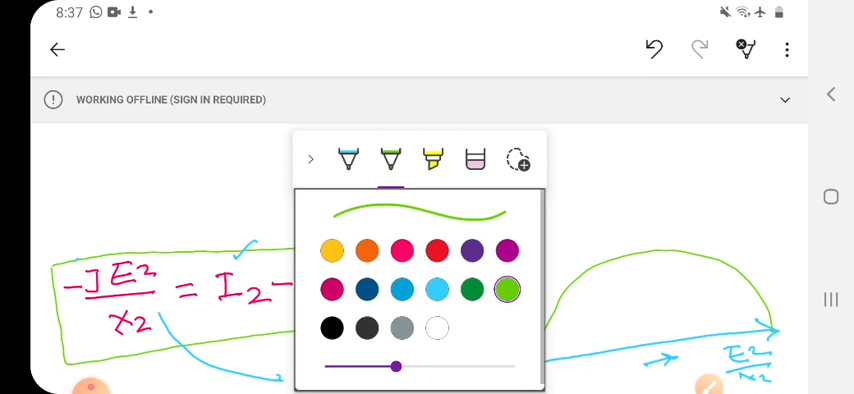 8:37
WORKING OFFLINE (SIGN IN REQUIRED)
-JE2
X2
= I2 -
E2
X2